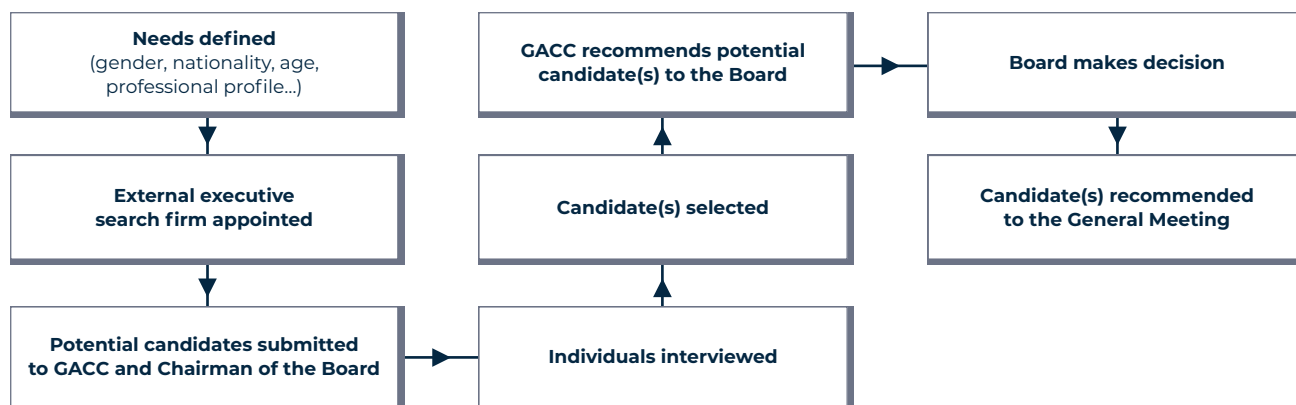 Needs defined
(gender, nationality, age,
professional profile...)
External executive
search firm appointed
Potential candidates submitted
to GACC and Chairman of the Board
Individuals interviewed
Candidate(s) selected
GACC recommends potential
candidate(s) to the Board
Board makes decision
Candidate(s) recommended
to the General Meeting